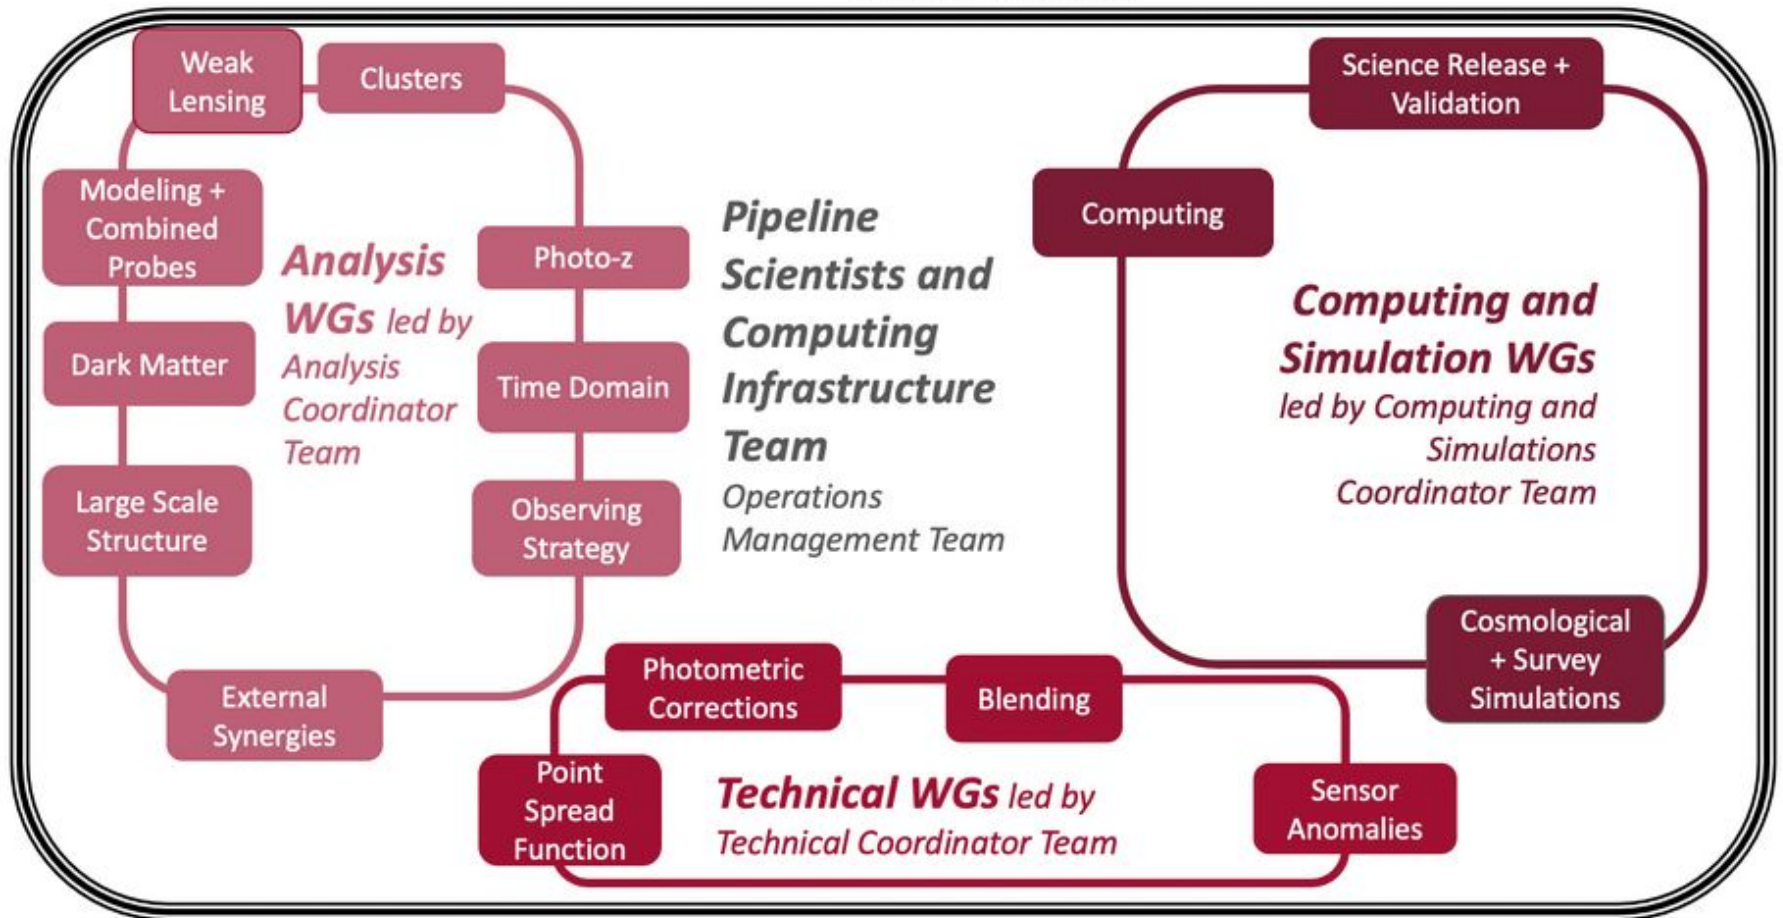 Weak
Lensing
Clusters
Modeling +
Combined
Probes
Photo-z
Dark Matter
Time Domain
Large Scale
Structure
Observing
Strategy
External
Synergies
Analysis
WGs led by
Analysis
Coordinator
Team
Pipeline
Scientists and
Computing
Infrastructure
Team
Operations
Management Team
Science Release +
Validation
Computing
Computing and
Simulation WGs
led by Computing and
Simulations
Coordinator Team
Cosmological
+ Survey
Simulations
Photometric
Corrections
Blending
Point
Spread
Function
Technical WGs led by
Technical Coordinator Team
Sensor
Anomalies